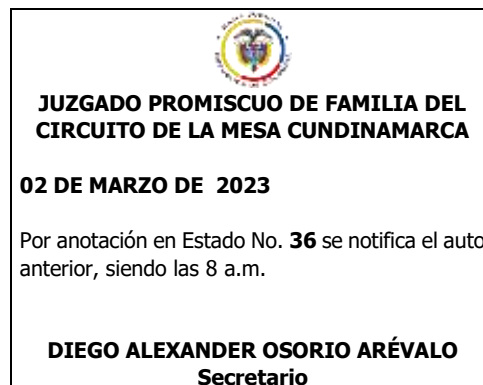 JUZGADO PROMISCUO DE FAMILIA DEL
CIRCUITO DE LA MESA CUNDINAMARCA
02 DE MARZO DE 2023
Por anotación en Estado No. 36 se notifica el auto
anterior, siendo las 8 a.m.
DIEGO ALEXANDER OSORIO ARÉVALO
Secretario